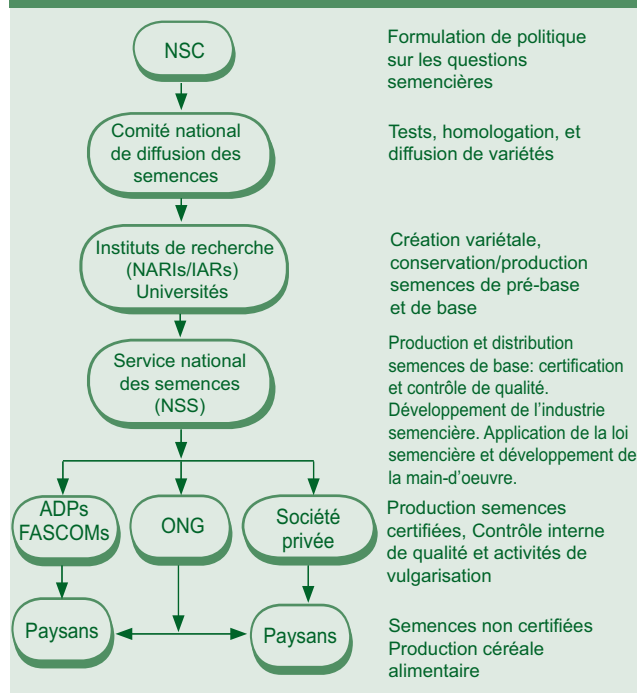 NSC
Formulation de politique
sur les questions
semencières
Comité national
de diffusion des
semences
Tests, homologation, et
diffusion de variétés
Instituts de recherche
(NARIs/IARs)
Universités
Création variétale,
conservation/production
semences de pré-base
et de base
Service national
des semences
(NSS)
Production et distribution
semences de base: certification
et contrôle de qualité.
Développement de l'industrie
semencière. Application de la loi
semencière et développement de
la main-d'oeuvre.
ADPs
FASCOMs
ONG
Société
privée
Production semences
certifiées, Contrôle interne
de qualité et activités de
vulgarisation
Paysans
Paysans
Semences non certifiées
Production céréale
alimentaire